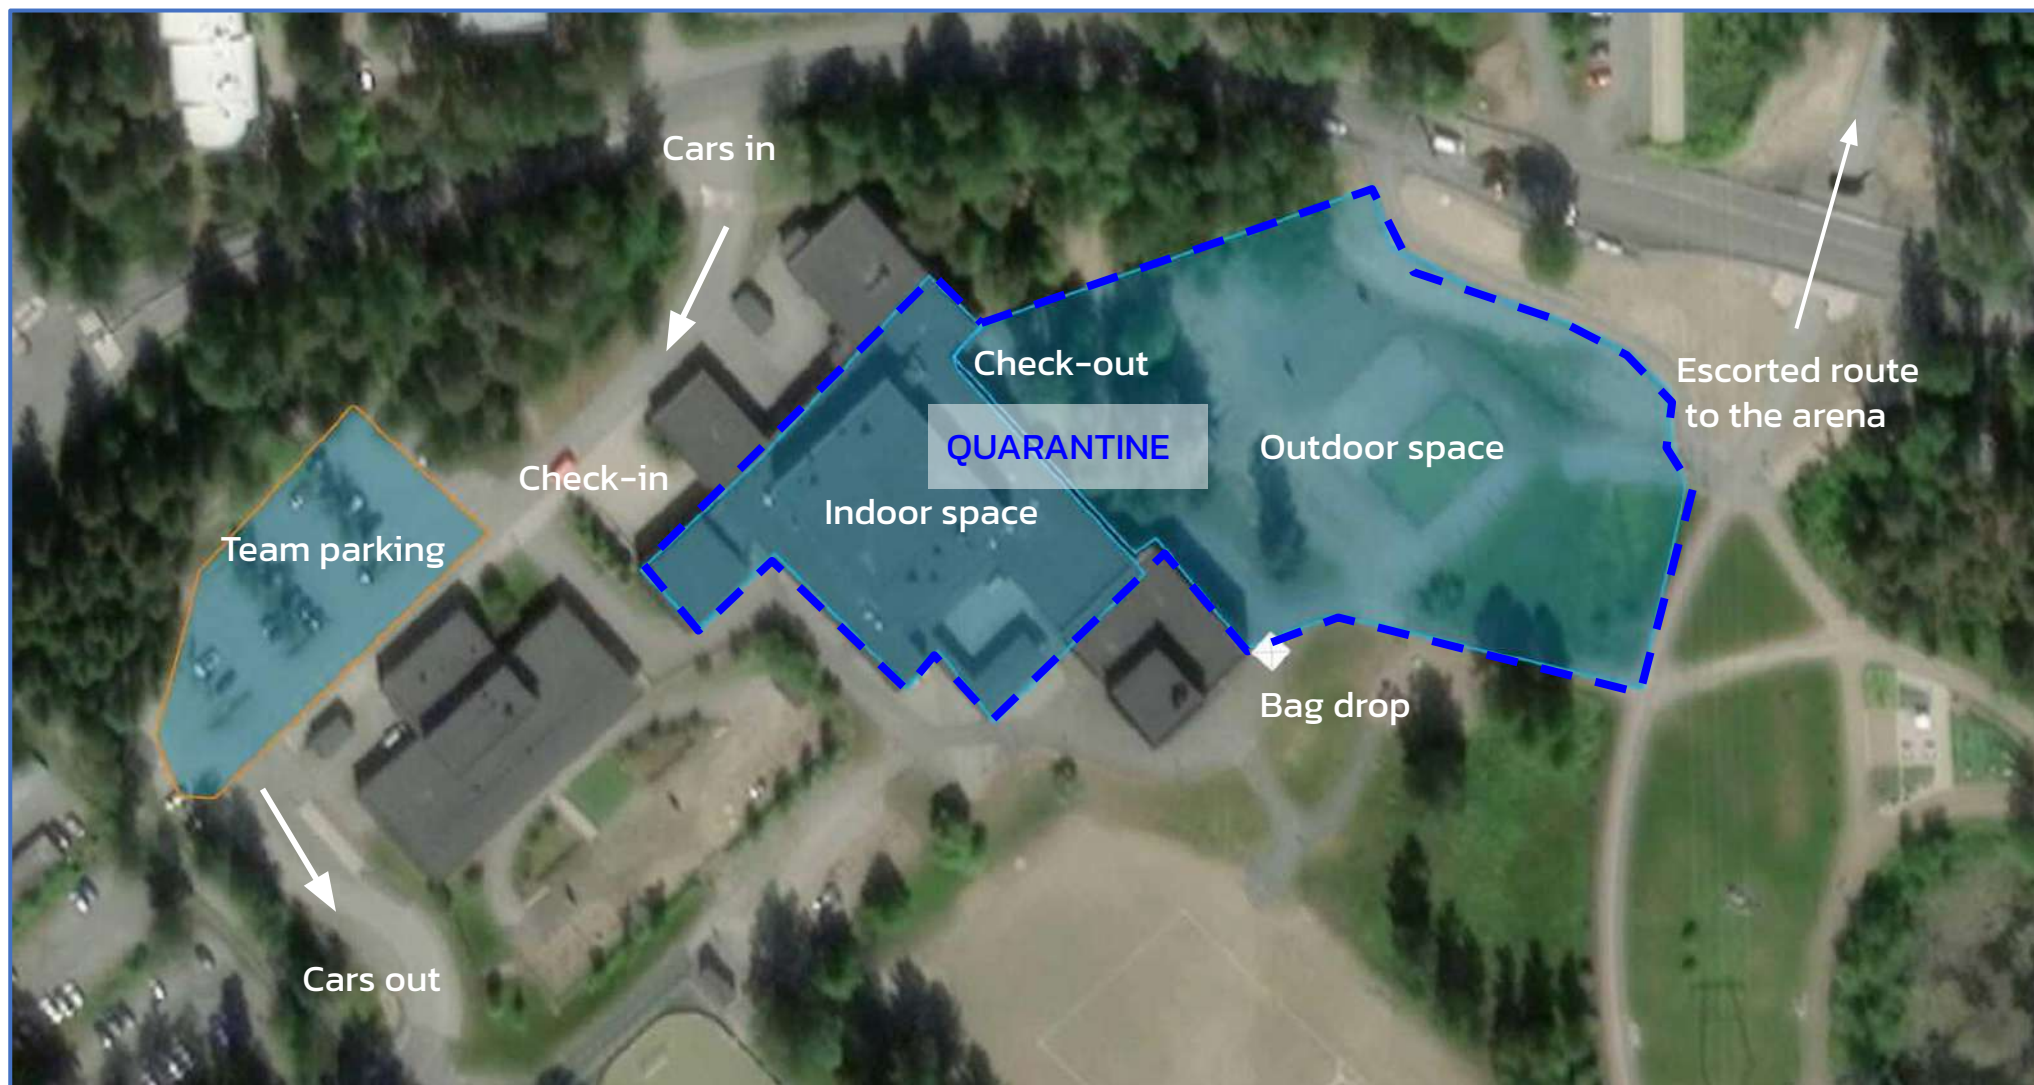 Cars in
Check-out
Escorted route
to the arena
QUARANTINE
Outdoor space
Check-in
Indoor space
Team parking
Bag drop
Cars out